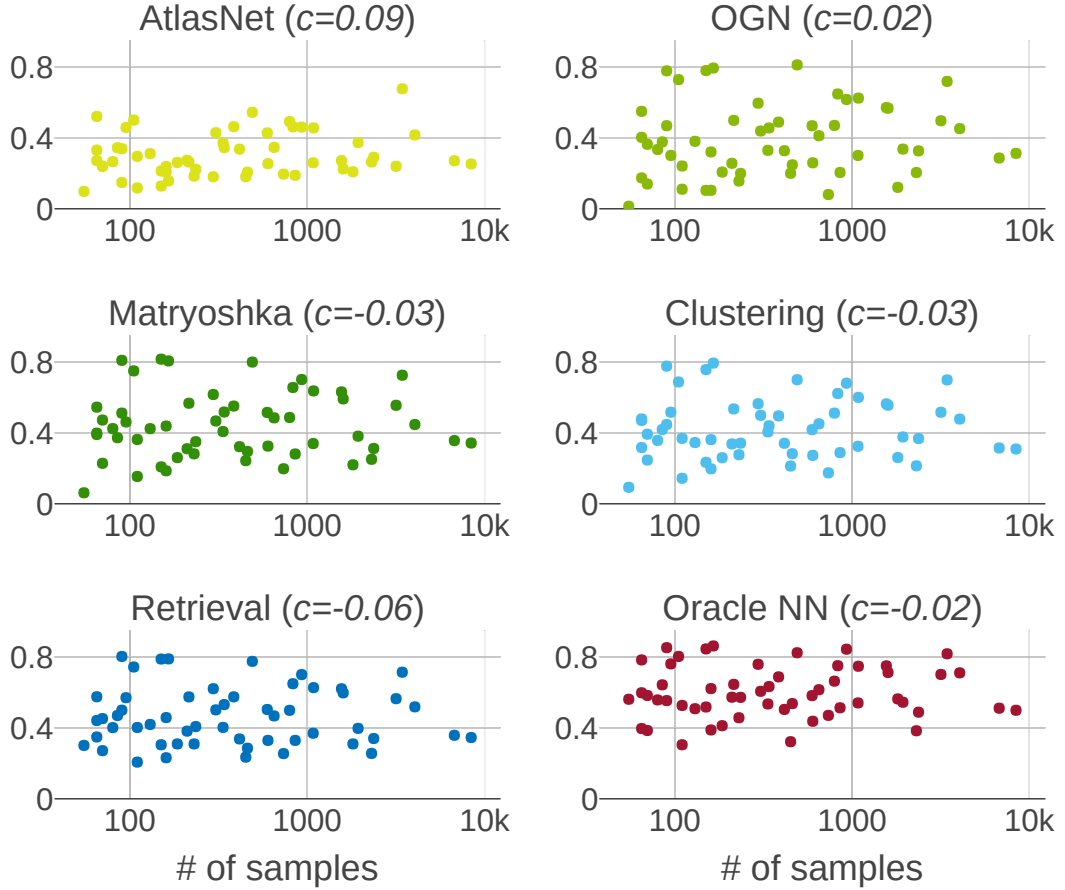 AtlasNet (c=0.09)
0.8
0.4
0
100 1000 10k
OGN (c=0.02)
0.8
0.4
0
100 1000 10k
Matryoshka (c=-0.03)
0.8
0.4
0
100 1000 10k
Clustering (c=-0.03)
0.8
0.4
0
100 1000 10k
Retrieval (c=-0.06)
0.8
0.4
0
100 1000 10k
# of samples
Oracle NN (c=-0.02)
0.8
0.4
0
100 1000 10k
# of samples